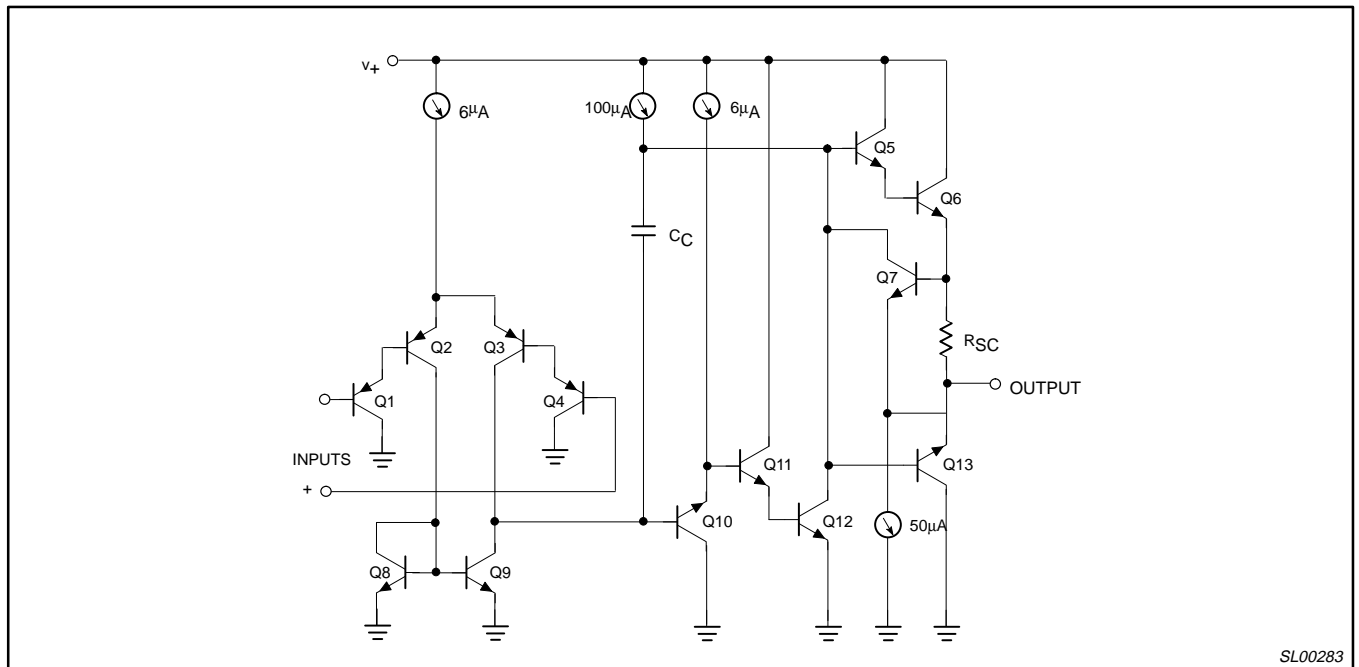 V+
6μA
100μA
6μA
Q5
Q6
CC
Q7
Q2
Q3
RSC
Q1
Q4
OUTPUT
INPUTS
Q11
Q13
+
Q10
Q12
50μA
Q8
Q9
SL00283